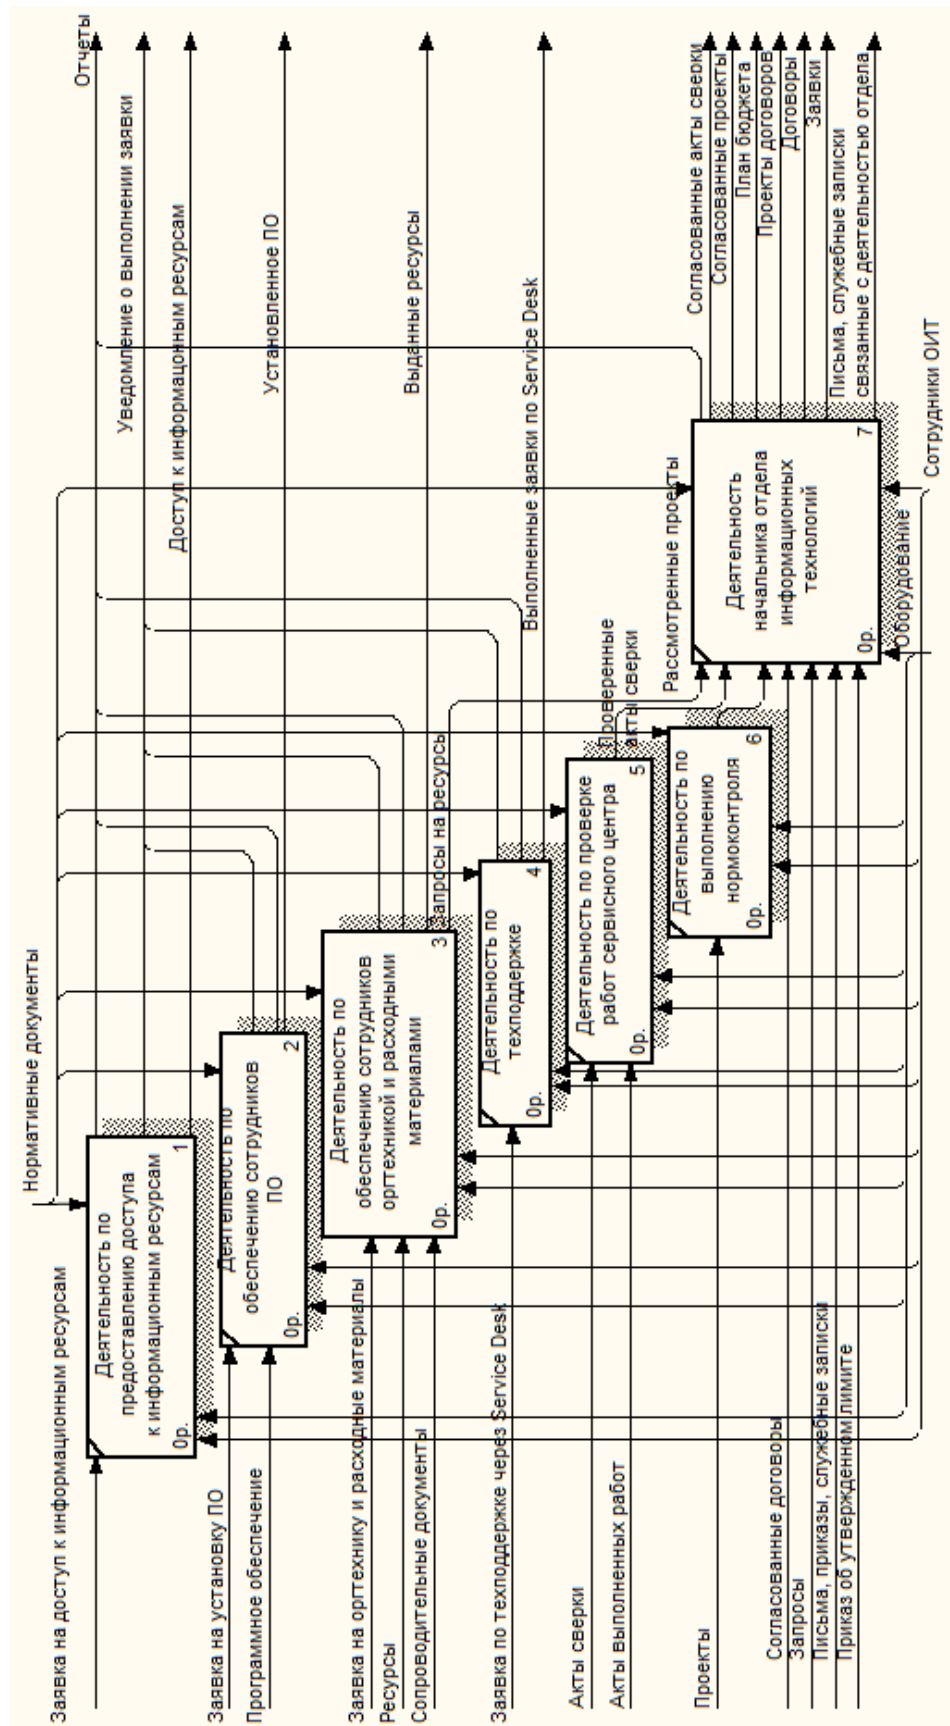 Нормативные документы
Заявка на доступ к информационным ресурсам
Деятельность по
предоставлению доступа
к информационным ресурсам
0р.
1
Отчеты
Уведомление о выполнении заявки
Доступ к информационным ресурсам
Заявка на установку ПО
Программное обеспечение
Деятельность по
обеспечению сотрудников
ПО
0р.
2
Установленное ПО
Заявка на оргтехнику и расходные материалы
Ресурсы
Сопроводительные документы
Деятельность по
обеспечению сотрудников
оргтехникой и расходными
материалами
0р.
3
Запросы на ресурсы
Выданные ресурсы
Заявка по техподдержке через Service Desk
Деятельность по
техподдержке
0р.
4
Выполненные заявки по Service Desk
Акты сверки
Акты выполненных работ
Деятельность по проверке
работ сервисного центра
0р.
5
Проверенные
акты сверки
Проекты
Деятельность по
выполнению
нормоконтроля
0р.
6
Рассмотренные проекты
Согласованные договоры
Запросы
Письма, приказы, служебные записки
Приказ об утвержденном лимите
Деятельность
начальника отдела
информационных
технологий
0р.
7
Согласованные акты сверки
Согласованные проекты
План бюджета
Проекты договоров
Договоры
Заявки
Письма, служебные записки
связанные с деятельностью отдела
Оборудование
Сотрудники ОИТ